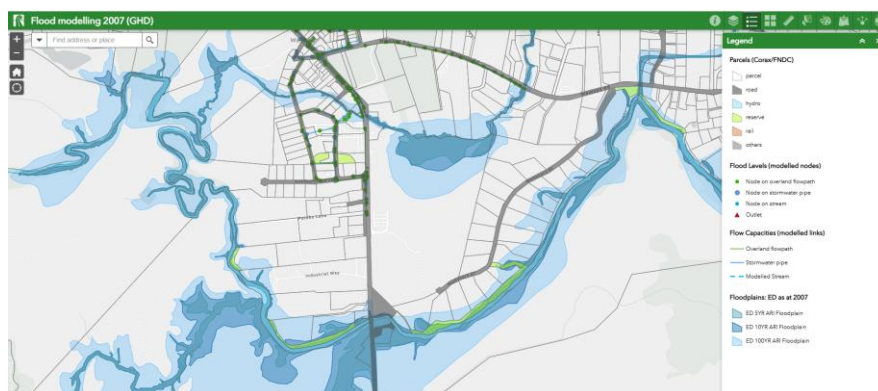 Flood modelling 2007 (GHD)
Find address or place
Legend
Parcels (Corax/FNDC)
parcel
road
hydro
reserve
rail
others
Flood Levels (modelled nodes)
Node on overland flowpath
Node on stormwater pipe
Node on stream
Outlet
Flow Capacities (modelled links)
Overland flowpath
Stormwater pipe
Modelled Stream
Floodplains: ED as at 2007
ED 5YR ARI Floodplain
ED 10YR ARI Floodplain
ED 100YR ARI Floodplain
Industrial Way